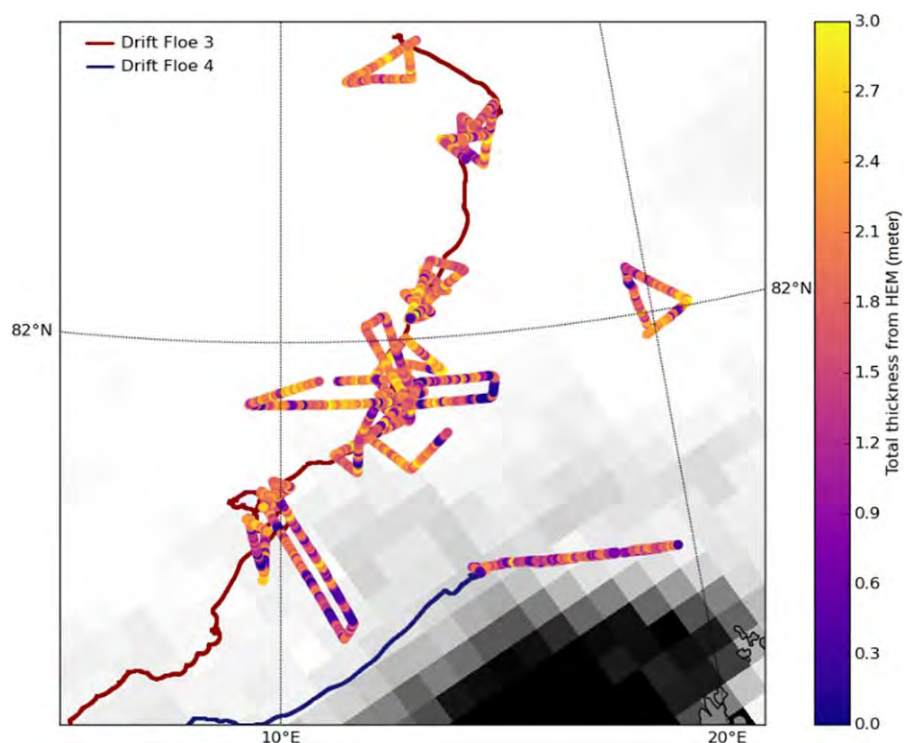 Drift Floe 3
Drift Floe 4
82°N
82°N
10°E
20°E
3.0
2.7
2.4
2.1
1.8
1.5
1.2
0.9
0.6
0.3
0.0
Total thickness from HEM (meter)